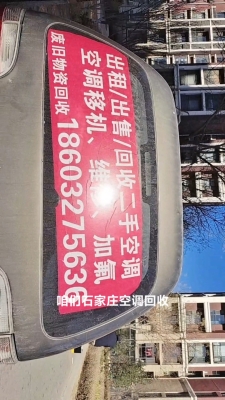 出租/出售/回收二手空调
空调移机、维、加氟
废旧物资回收 18603275636
咱们石家庄空调回收